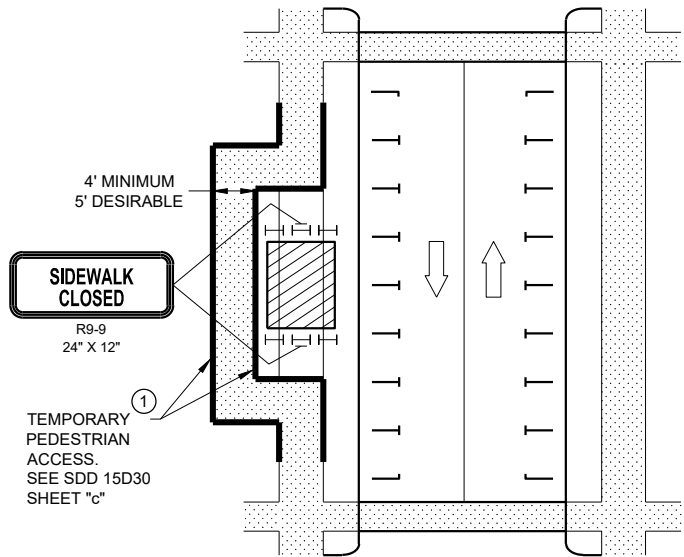 4' MINIMUM
5' DESIRABLE
SIDEWALK
CLOSED
R9-9
24" X 12"
1
TEMPORARY
PEDESTRIAN
ACCESS.
SEE SDD 15D30
SHEET "c"